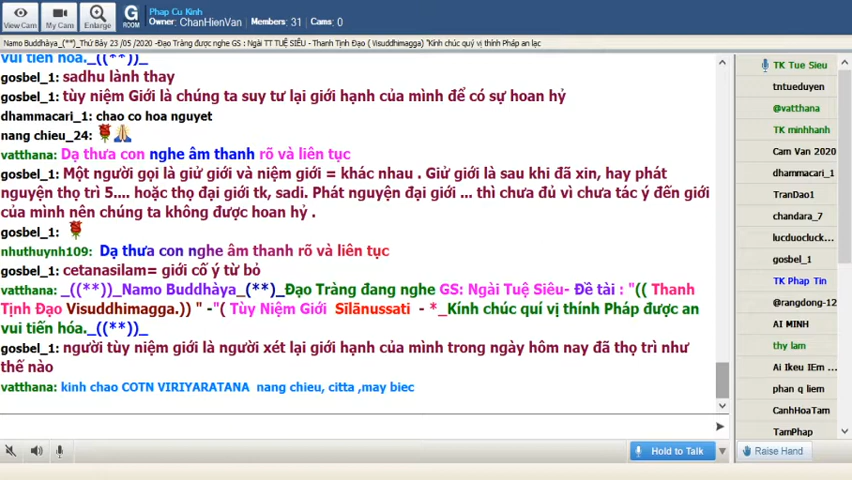 Phap Cu Kinh
Owner: ChanHienVan Members: 31 Cams: 0
View Cam My Cam Enlarge G ROOM
Namo Buddhàya_(**)_Thứ Bảy 23 /05 /2020 -Đạo Tràng được nghe GS : Ngài TT TUỆ SIÊU - Thanh Tịnh Đạo ( Visuddhimagga) "Kính chúc quý vị thính Pháp an lạc
vui tiến hóa._((**))_
gosbel_1: sadhu lành thay
gosbel_1: tùy niệm Giới là chúng ta suy tư lại giới hạnh của mình để có sự hoan hỷ
dhammacari_1: chao co hoa nguyet
nang chieu_24:
vatthana: Dạ thưa con nghe âm thanh rõ và liên tục
gosbel_1: Một người gọi là giử giới và niệm giới = khác nhau . Giử giới là sau khi đã xin, hay phát
nguyện thọ trì 5.... hoặc thọ đại giới tk, sadi. Phát nguyện đại giới ... thì chưa đủ vì chưa tác ý đến giới
của mình nên chúng ta không được hoan hỷ .
gosbel_1:
nhuthuynh109: Dạ thưa con nghe âm thanh rõ và liên tục
gosbel_1: cetanasilam= giới cố ý từ bỏ
vatthana: _((**))_Namo Buddhàya_(**)_Đạo Tràng đang nghe GS: Ngài Tuệ Siêu- Đề tài : "(( Thanh
Tịnh Đạo Visuddhimagga.)) " -"( Tùy Niệm Giới Sīlānussati - *_Kính chúc quí vị thính Pháp được an
vui tiến hóa._((**))_
gosbel_1: người tùy niệm giới là người xét lại giới hạnh của mình trong ngày hôm nay đã thọ trì như
thế nào
vatthana: kinh chao COTN VIRIYARATANA nang chieu, citta ,may biec
TK Tue Sieu
tntueduyen
@vatthana
TK minhhanh
Cam Van 2020
dhammacari_1
TranDao1
chandara_7
lucduocluck...
gosbel_1
TK Phap Tin
@rangdong-12
AI MINH
thy lam
Ai Ikeu IEm ...
phan q liem
CanhHoaTam
TamPhap
Hold to Talk
Raise Hand